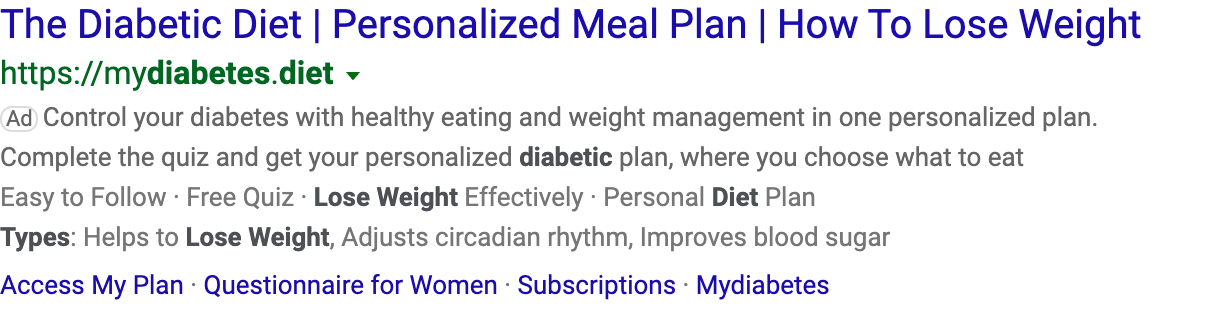 The Diabetic Diet | Personalized Meal Plan | How To Lose Weight
https://mydiabetes.diet
Ad Control your diabetes with healthy eating and weight management in one personalized plan.
Complete the quiz and get your personalized diabetic plan, where you choose what to eat
Easy to Follow · Free Quiz · Lose Weight Effectively · Personal Diet Plan
Types: Helps to Lose Weight, Adjusts circadian rhythm, Improves blood sugar
Access My Plan · Questionnaire for Women · Subscriptions · Mydiabetes